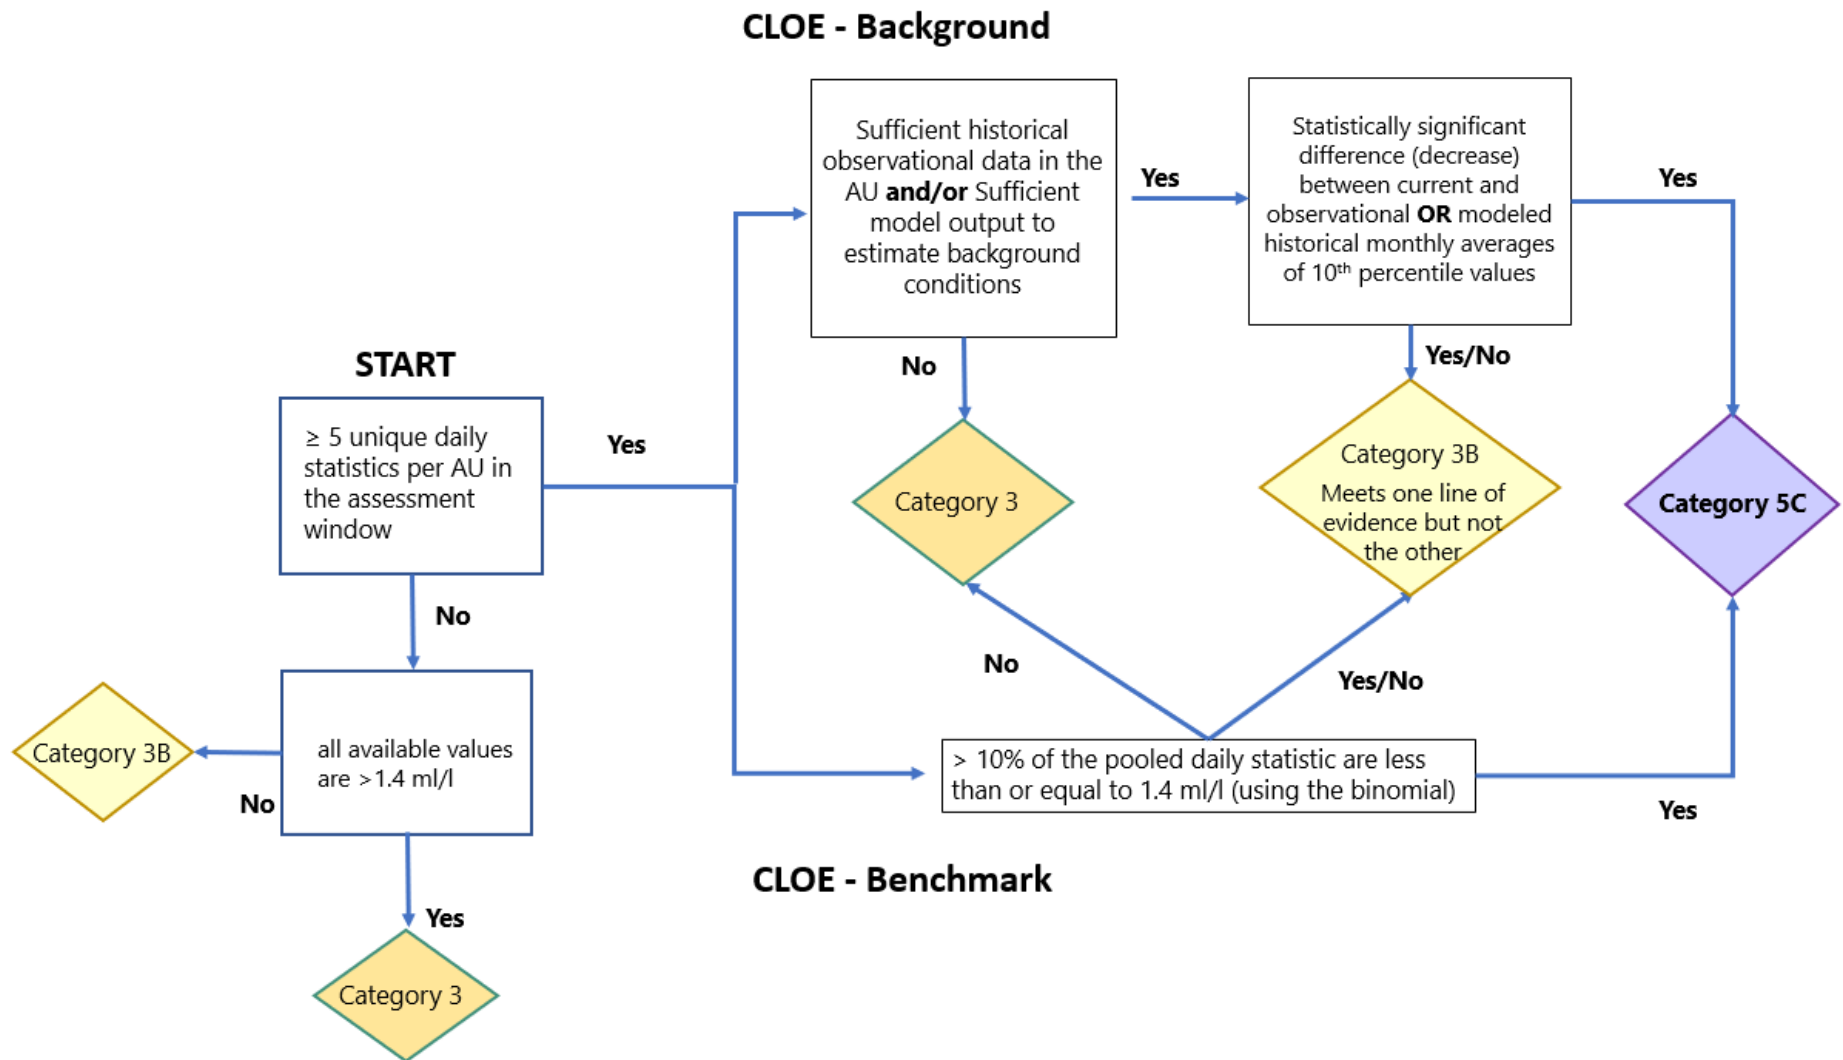 CLOE - Background
Sufficient historical
observational data in the
AU and/or Sufficient
model output to
estimate background
conditions
Yes
Statistically significant
difference (decrease)
between current and
observational OR modeled
historical monthly averages
of 10th percentile values
Yes
No
Yes/No
START
≥ 5 unique daily
statistics per AU in
the assessment
window
Yes
Category 3
Category 3B
Meets one line of
evidence but not
the other
Category 5C
No
No
Yes/No
Category 3B
No
all available values
are >1.4 ml/l
> 10% of the pooled daily statistic are less
than or equal to 1.4 ml/l (using the binomial)
Yes
CLOE - Benchmark
Yes
Category 3